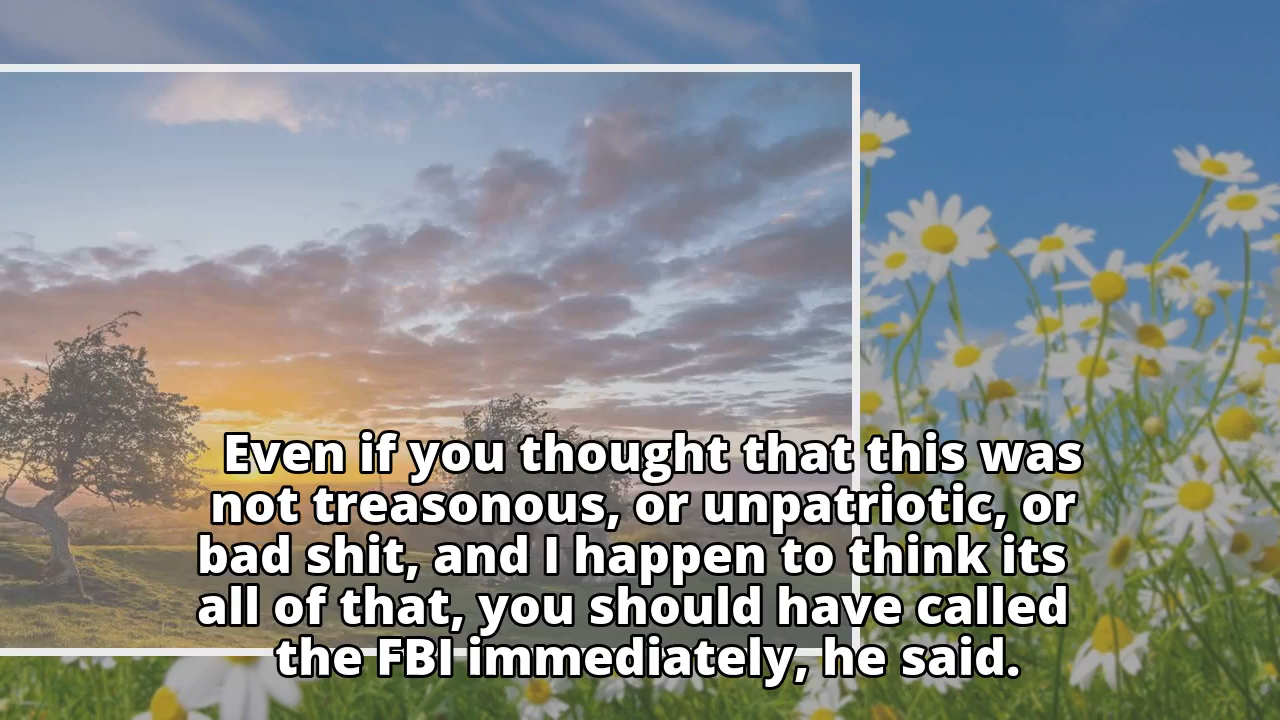 Even if you thought that this was
not treasonous, or unpatriotic, or
bad shit, and I happen to think its
all of that, you should have called
the FBI immediately, he said.